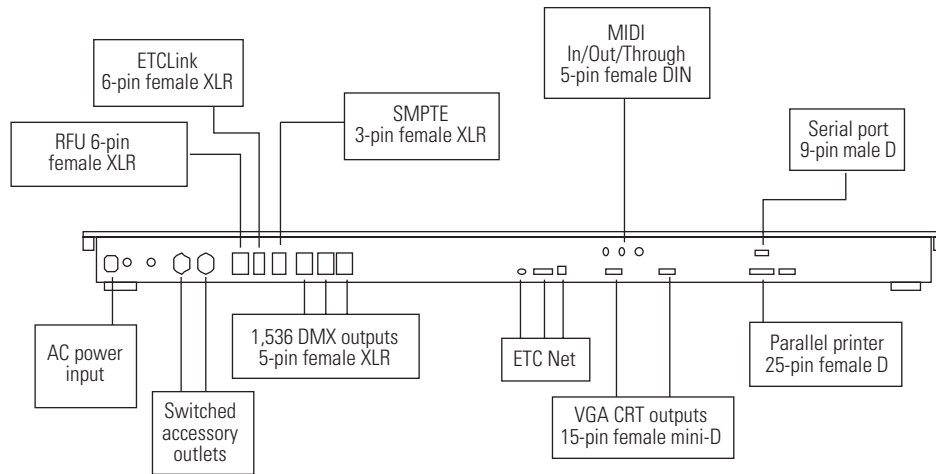 ETCLink
6-pin female XLR
MIDI
In/Out/Through
5-pin female DIN
SMPTE
3-pin female XLR
Serial port
9-pin male D
RFU 6-pin
female XLR
AC power
input
Switched
accessory
outlets
1,536 DMX outputs
5-pin female XLR
ETC Net
VGA CRT outputs
15-pin female mini-D
Parallel printer
25-pin female D